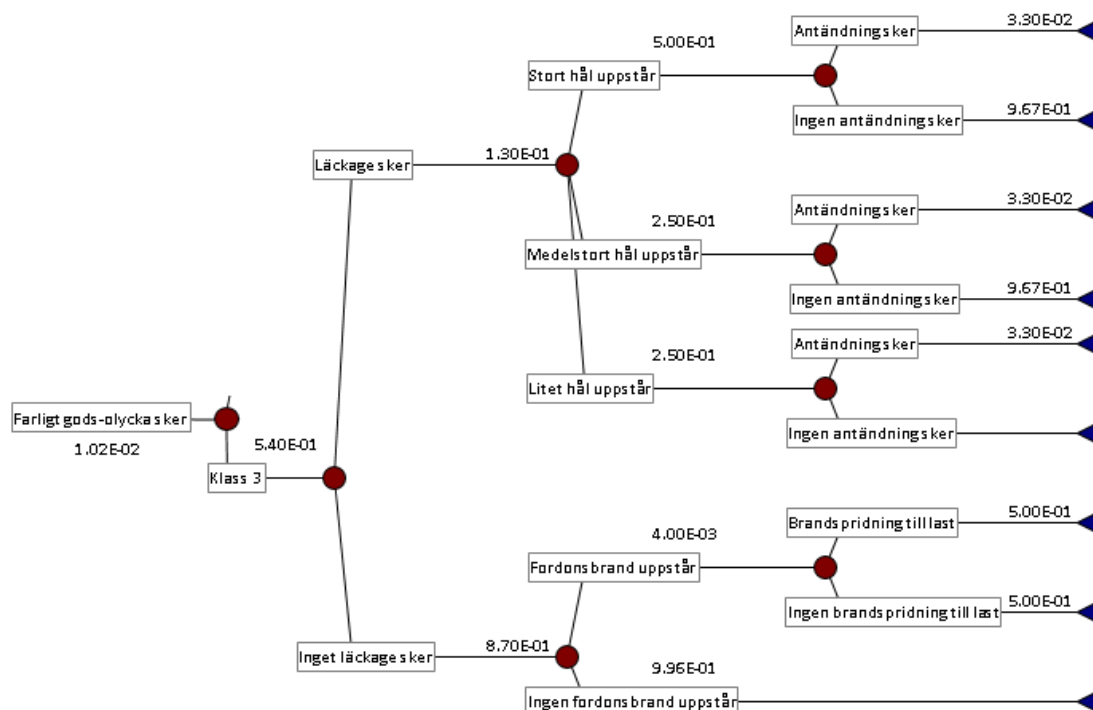 Antändning sker
3.30E-02
5.00E-01
Stort hål uppstår
Ingen antändning sker
9.67E-01
Läckage sker
1.30E-01
Antändning sker
3.30E-02
2.50E-01
Medelstort hål uppstår
Ingen antändning sker
9.67E-01
Antändning sker
3.30E-02
2.50E-01
Litet hål uppstår
Ingen antändning sker
Farligt gods-olycka sker
1.02E-02
5.40E-01
Klass 3
Brandspridning till last
5.00E-01
4.00E-03
Fordonsbrand uppstår
Ingen brandspridning till last
5.00E-01
Inget läckage sker
8.70E-01
9.96E-01
Ingen fordonsbrand uppstår